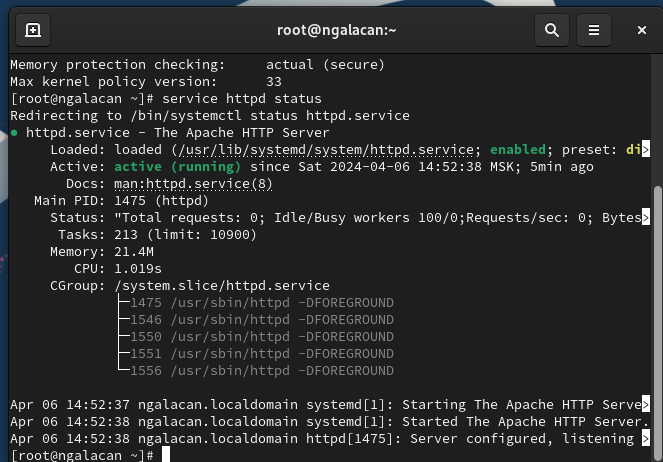 root@ngalacan:~
Memory protection checking:     actual (secure)
Max kernel policy version:      33
[root@ngalacan ~]# service httpd status
Redirecting to /bin/systemctl status httpd.service
● httpd.service - The Apache HTTP Server
     Loaded: loaded (/usr/lib/systemd/system/httpd.service; enabled; preset: di>
     Active: active (running) since Sat 2024-04-06 14:52:38 MSK; 5min ago
       Docs: man:httpd.service(8)
   Main PID: 1475 (httpd)
     Status: "Total requests: 0; Idle/Busy workers 100/0;Requests/sec: 0; Bytes>
      Tasks: 213 (limit: 10900)
     Memory: 21.4M
        CPU: 1.019s
     CGroup: /system.slice/httpd.service
             ├─1475 /usr/sbin/httpd -DFOREGROUND
             ├─1546 /usr/sbin/httpd -DFOREGROUND
             ├─1550 /usr/sbin/httpd -DFOREGROUND
             ├─1551 /usr/sbin/httpd -DFOREGROUND
             └─1556 /usr/sbin/httpd -DFOREGROUND
Apr 06 14:52:37 ngalacan.localdomain systemd[1]: Starting The Apache HTTP Serve>
Apr 06 14:52:38 ngalacan.localdomain systemd[1]: Started The Apache HTTP Server.
Apr 06 14:52:38 ngalacan.localdomain httpd[1475]: Server configured, listening >
[root@ngalacan ~]#